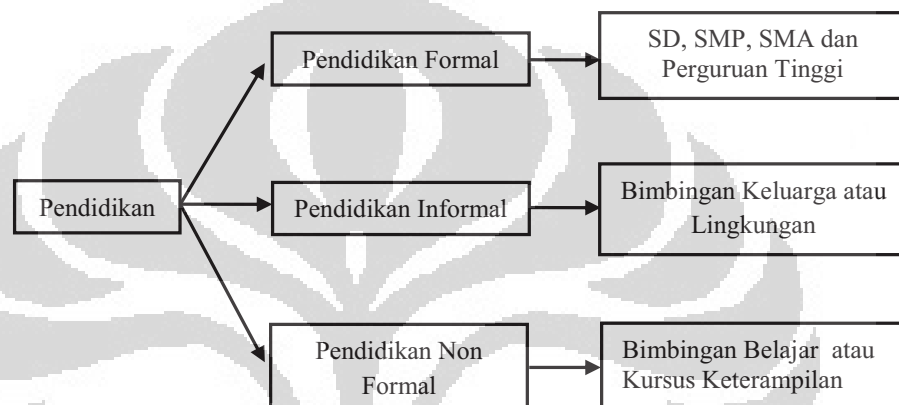 Pendidikan
Pendidikan Formal
SD, SMP, SMA dan
Perguruan Tinggi
Pendidikan Informal
Bimbingan Keluarga atau
Lingkungan
Pendidikan Non
Formal
Bimbingan Belajar atau
Kursus Keterampilan